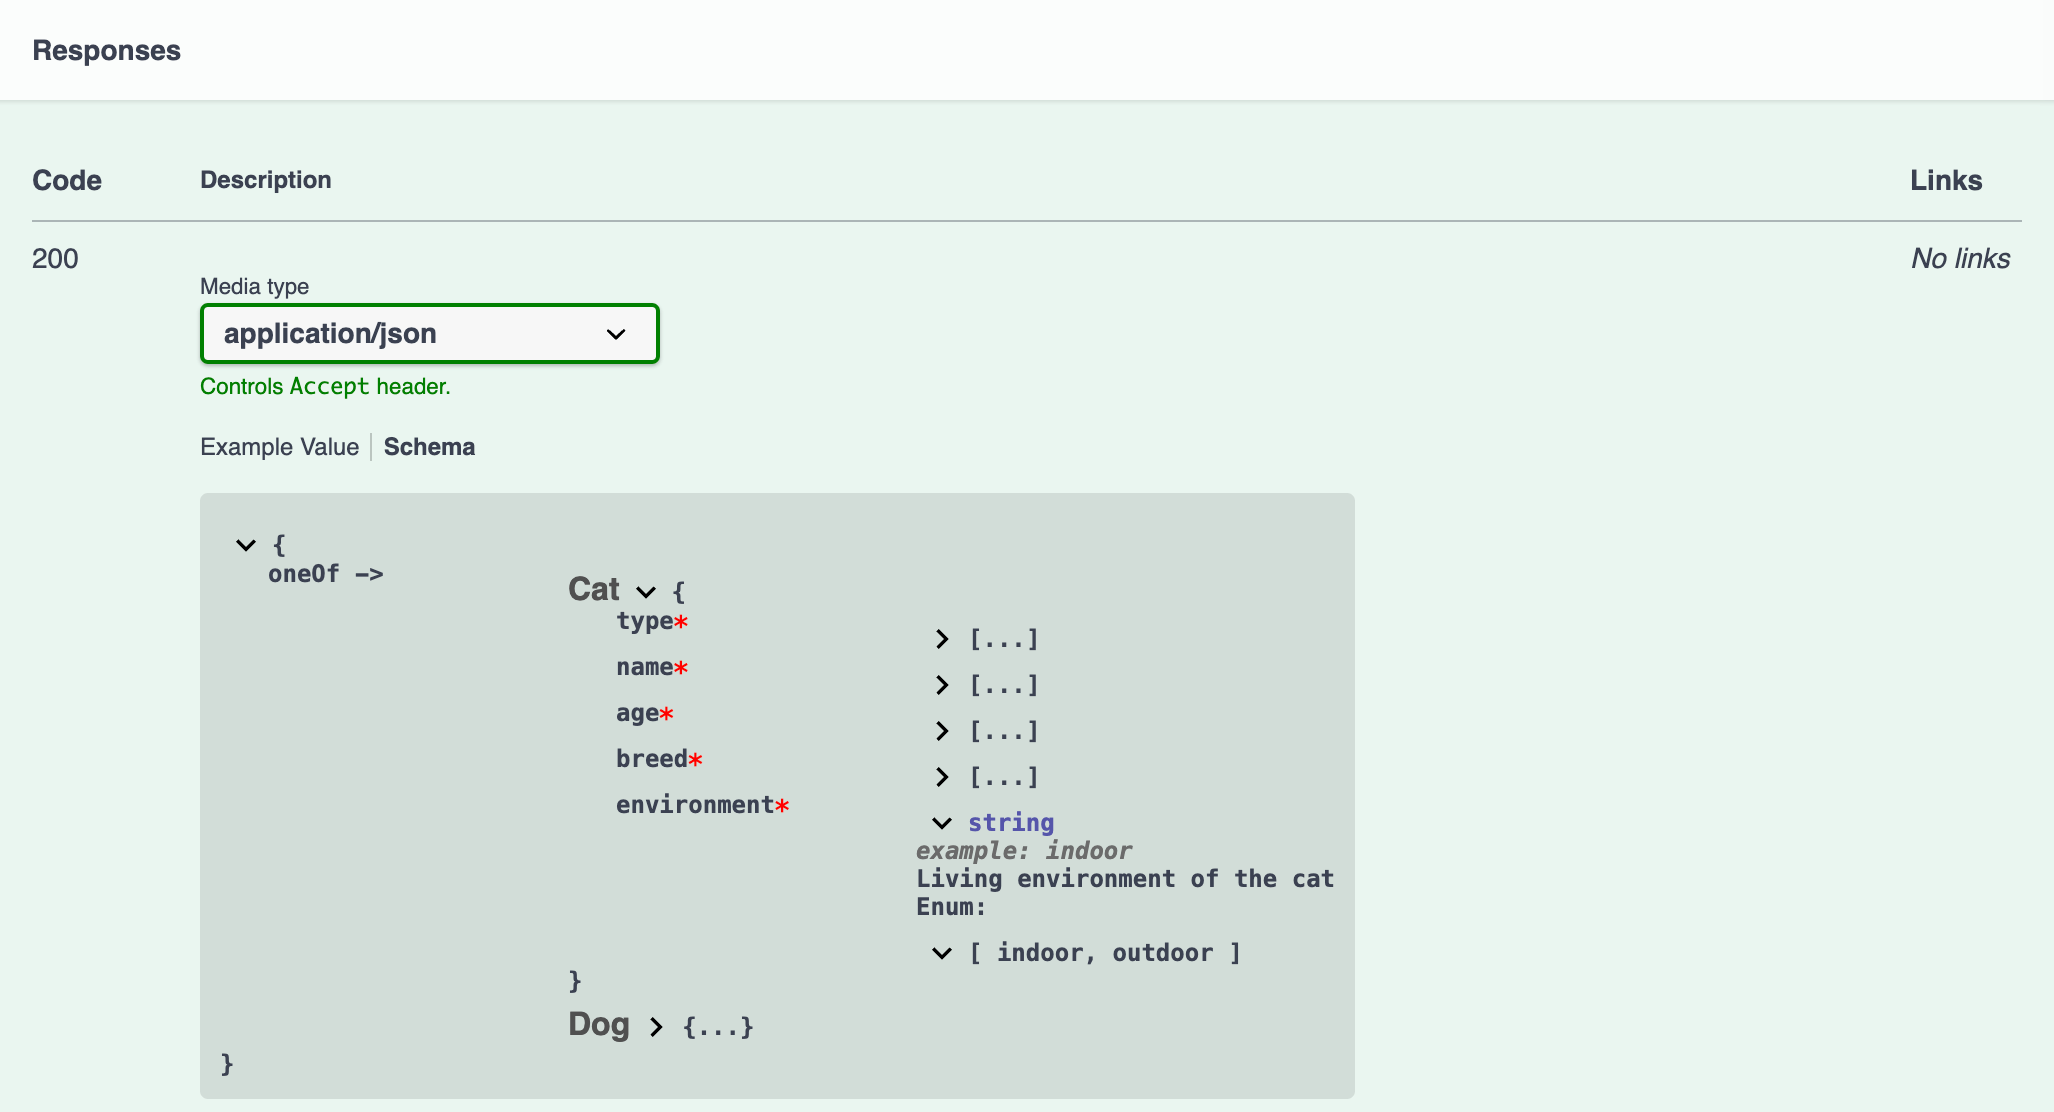 Responses
Code Description Links
200 No links
Media type
application/json
Controls Accept header.
Example Value Schema
{
oneOf ->
Cat {
type*
[...]
name*
[...]
age*
[...]
breed*
[...]
environment*
string
example: indoor
Living environment of the cat
Enum:
[ indoor, outdoor ]
}
Dog {...}
}